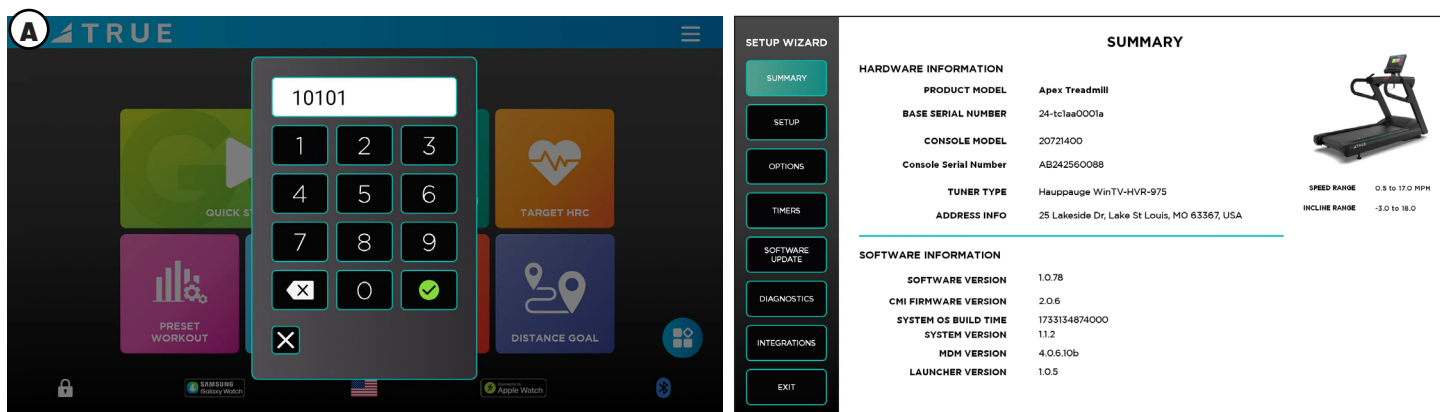 A
TRUE
10101
1 2 3
4 5 6
7 8 9
0
QUICK S
TARGET HRC
PRESET
WORKOUT
DISTANCE GOAL
SAMSUNG
Galaxy Watch
Connects to
Apple Watch
SETUP WIZARD
SUMMARY
SETUP
OPTIONS
TIMERS
SOFTWARE
UPDATE
DIAGNOSTICS
INTEGRATIONS
EXIT
SUMMARY
HARDWARE INFORMATION
PRODUCT MODEL Apex Treadmill
BASE SERIAL NUMBER 24-tc1aa0001a
CONSOLE MODEL 20721400
Console Serial Number AB242560088
TUNER TYPE Hauppauge WinTV-HVR-975
ADDRESS INFO 25 Lakeside Dr, Lake St Louis, MO 63367, USA
SPEED RANGE 0.5 to 17.0 MPH
INCLINE RANGE -3.0 to 18.0
SOFTWARE INFORMATION
SOFTWARE VERSION 1.0.78
CMI FIRMWARE VERSION 2.0.6
SYSTEM OS BUILD TIME 1733134874000
SYSTEM VERSION 1.1.2
MDM VERSION 4.0.6.10b
LAUNCHER VERSION 1.0.5